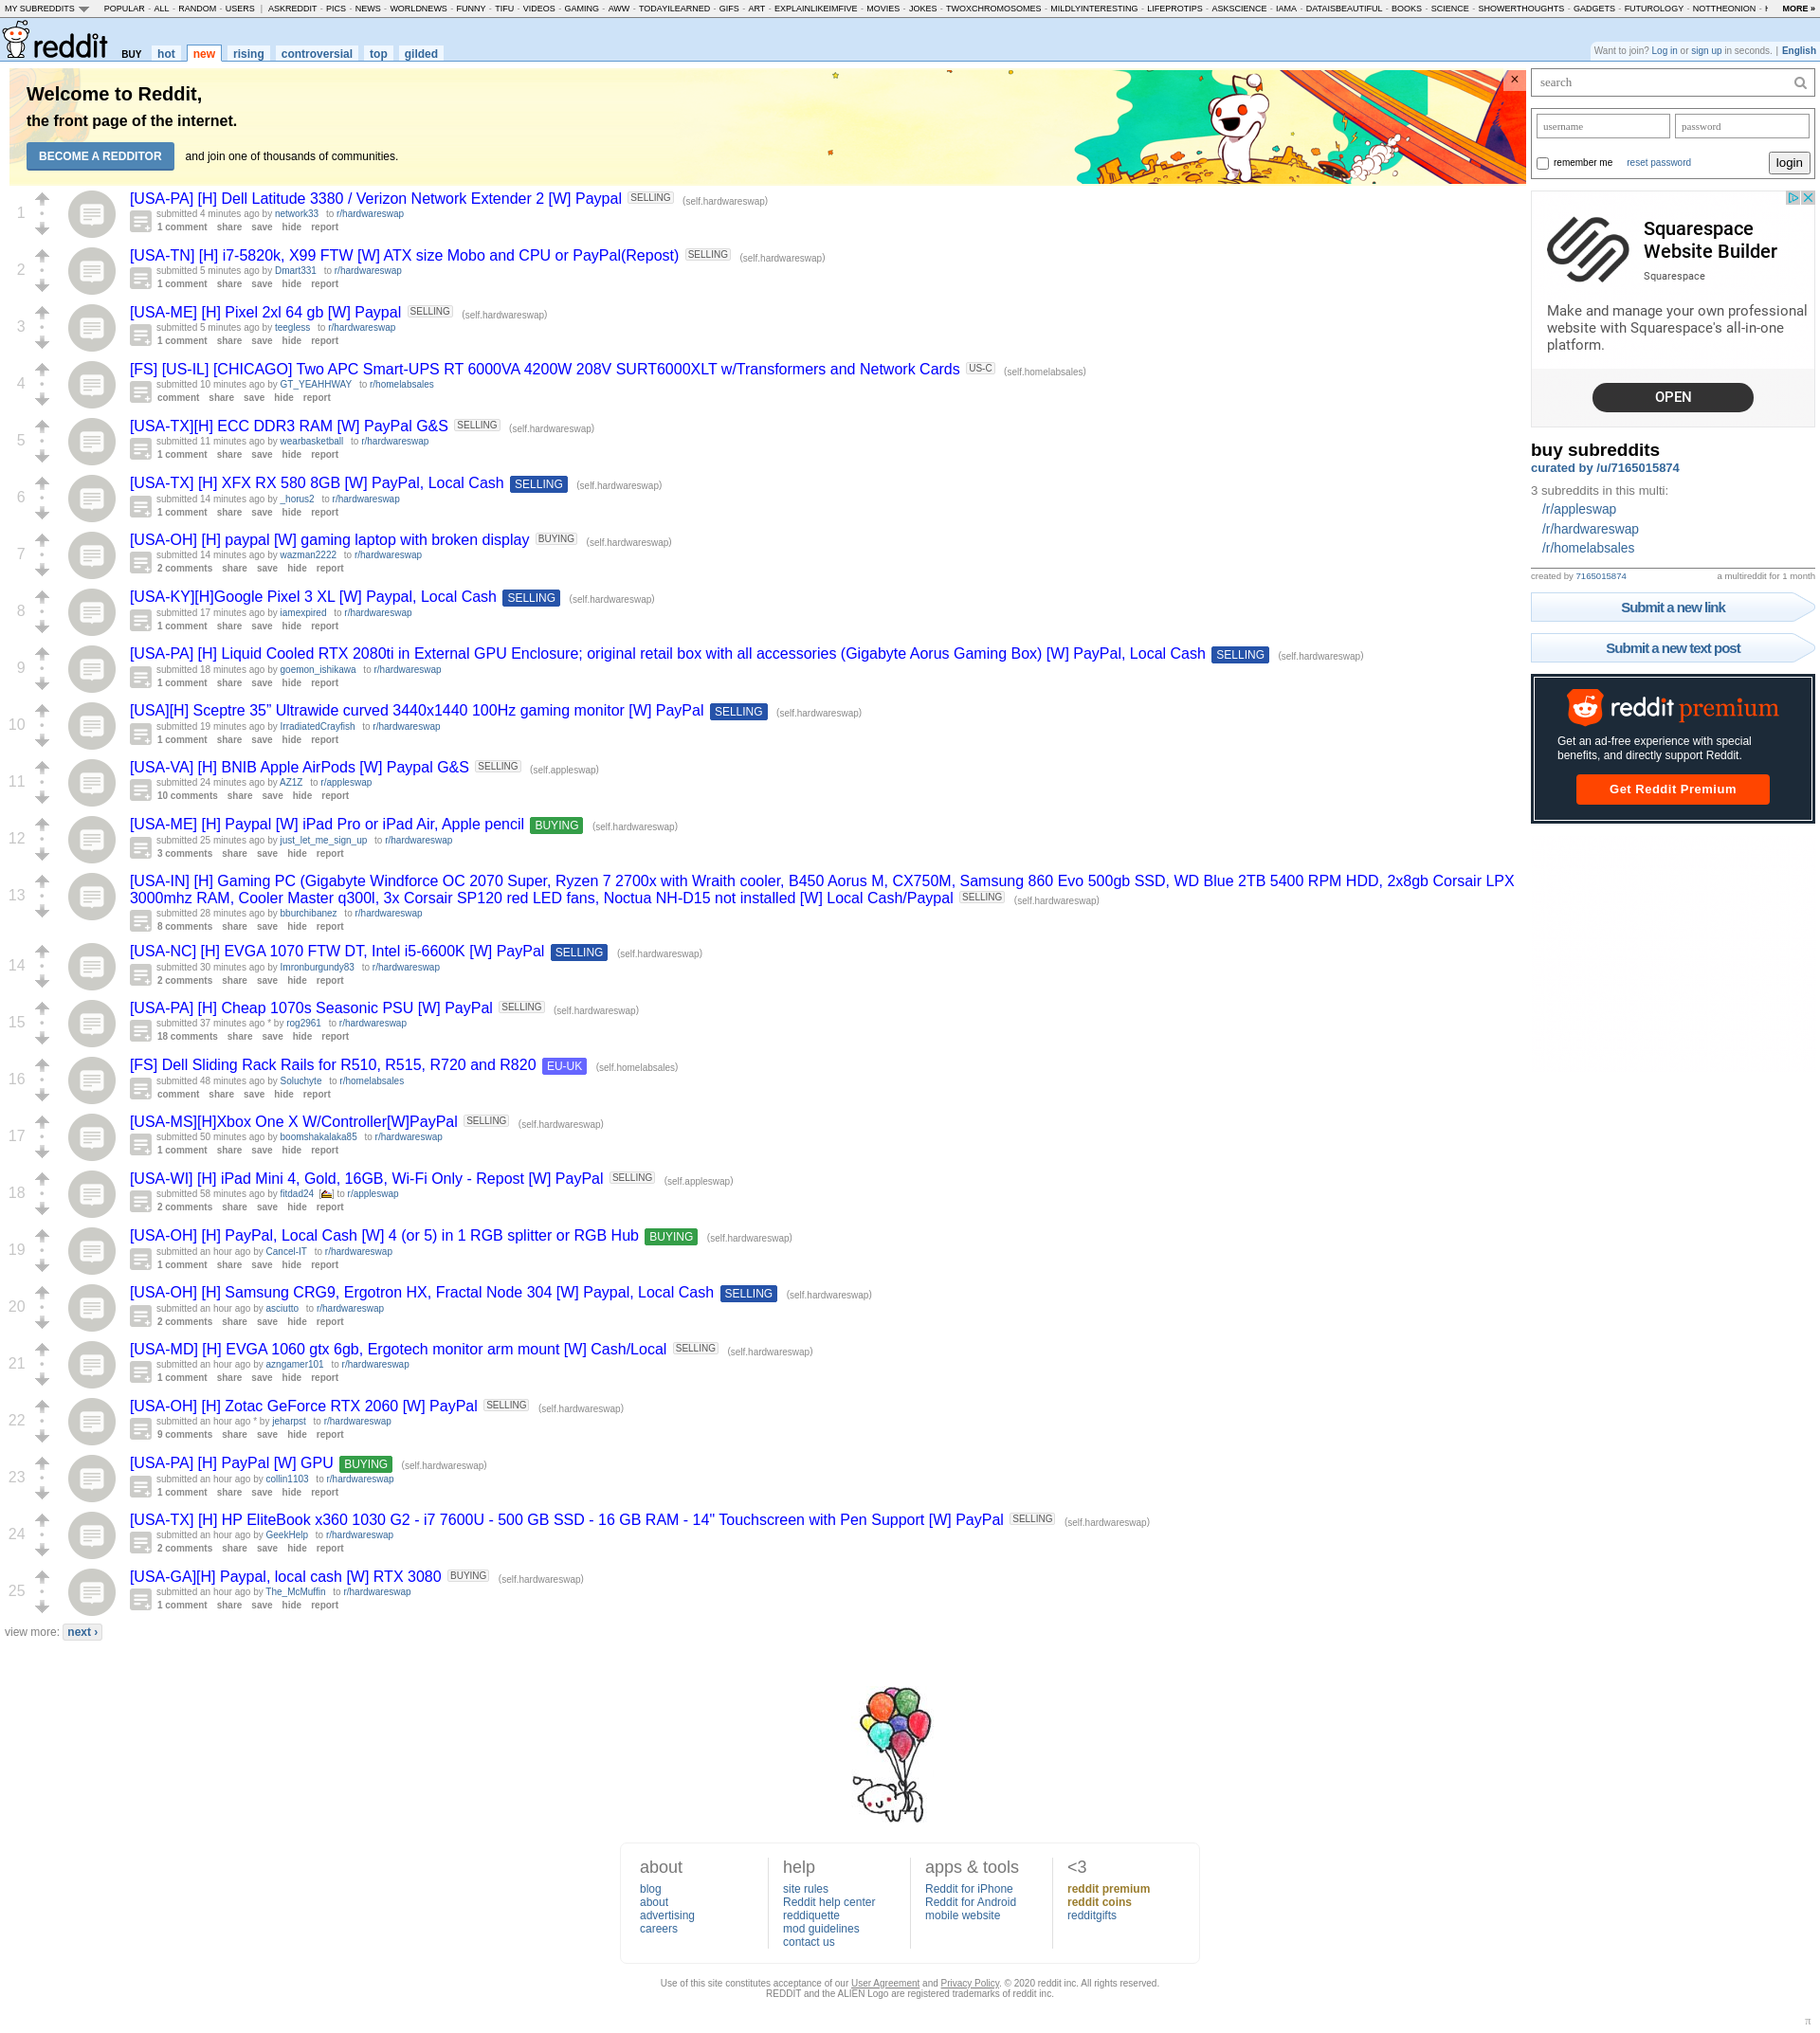 MY SUBREDDITS POPULAR - ALL - RANDOM - USERS | ASKREDDIT - PICS - NEWS - WORLDNEWS - FUNNY - TIFU - VIDEOS - GAMING - AWW - TODAYILEARNED - GIFS - ART - EXPLAINLIKEIMFIVE - MOVIES - JOKES - TWOXCHROMOSOMES - MILDLYINTERESTING - LIFEPROTIPS - ASKSCIENCE - IAMA - DATAISBEAUTIFUL - BOOKS - SCIENCE - SHOWERTHOUGHTS - GADGETS - FUTUROLOGY - NOTTHEONION - MORE »
reddit BUY hot new rising controversial top gilded
Want to join? Log in or sign up in seconds. | English
Welcome to Reddit,
the front page of the internet.
BECOME A REDDITOR and join one of thousands of communities.
×
1
[USA-PA] [H] Dell Latitude 3380 / Verizon Network Extender 2 [W] Paypal SELLING (self.hardwareswap)
submitted 4 minutes ago by network33 to r/hardwareswap
1 comment share save hide report
2
[USA-TN] [H] i7-5820k, X99 FTW [W] ATX size Mobo and CPU or PayPal(Repost) SELLING (self.hardwareswap)
submitted 5 minutes ago by Dmart331 to r/hardwareswap
1 comment share save hide report
3
[USA-ME] [H] Pixel 2xl 64 gb [W] Paypal SELLING (self.hardwareswap)
submitted 5 minutes ago by teegless to r/hardwareswap
1 comment share save hide report
4
[FS] [US-IL] [CHICAGO] Two APC Smart-UPS RT 6000VA 4200W 208V SURT6000XLT w/Transformers and Network Cards US-C (self.homelabsales)
submitted 10 minutes ago by GT_YEAHHWAY to r/homelabsales
comment share save hide report
5
[USA-TX][H] ECC DDR3 RAM [W] PayPal G&S SELLING (self.hardwareswap)
submitted 11 minutes ago by wearbasketball to r/hardwareswap
1 comment share save hide report
6
[USA-TX] [H] XFX RX 580 8GB [W] PayPal, Local Cash SELLING (self.hardwareswap)
submitted 14 minutes ago by _horus2 to r/hardwareswap
1 comment share save hide report
7
[USA-OH] [H] paypal [W] gaming laptop with broken display BUYING (self.hardwareswap)
submitted 14 minutes ago by wazman2222 to r/hardwareswap
2 comments share save hide report
8
[USA-KY][H]Google Pixel 3 XL [W] Paypal, Local Cash SELLING (self.hardwareswap)
submitted 17 minutes ago by iamexpired to r/hardwareswap
1 comment share save hide report
9
[USA-PA] [H] Liquid Cooled RTX 2080ti in External GPU Enclosure; original retail box with all accessories (Gigabyte Aorus Gaming Box) [W] PayPal, Local Cash SELLING (self.hardwareswap)
submitted 18 minutes ago by goemon_ishikawa to r/hardwareswap
1 comment share save hide report
10
[USA][H] Sceptre 35” Ultrawide curved 3440x1440 100Hz gaming monitor [W] PayPal SELLING (self.hardwareswap)
submitted 19 minutes ago by IrradiatedCrayfish to r/hardwareswap
1 comment share save hide report
11
[USA-VA] [H] BNIB Apple AirPods [W] Paypal G&S SELLING (self.appleswap)
submitted 24 minutes ago by AZ1Z to r/appleswap
10 comments share save hide report
12
[USA-ME] [H] Paypal [W] iPad Pro or iPad Air, Apple pencil BUYING (self.hardwareswap)
submitted 25 minutes ago by just_let_me_sign_up to r/hardwareswap
3 comments share save hide report
13
[USA-IN] [H] Gaming PC (Gigabyte Windforce OC 2070 Super, Ryzen 7 2700x with Wraith cooler, B450 Aorus M, CX750M, Samsung 860 Evo 500gb SSD, WD Blue 2TB 5400 RPM HDD, 2x8gb Corsair LPX
3000mhz RAM, Cooler Master q300l, 3x Corsair SP120 red LED fans, Noctua NH-D15 not installed [W] Local Cash/Paypal SELLING (self.hardwareswap)
submitted 28 minutes ago by bburchibanez to r/hardwareswap
8 comments share save hide report
14
[USA-NC] [H] EVGA 1070 FTW DT, Intel i5-6600K [W] PayPal SELLING (self.hardwareswap)
submitted 30 minutes ago by Imronburgundy83 to r/hardwareswap
2 comments share save hide report
15
[USA-PA] [H] Cheap 1070s Seasonic PSU [W] PayPal SELLING (self.hardwareswap)
submitted 37 minutes ago * by rog2961 to r/hardwareswap
18 comments share save hide report
16
[FS] Dell Sliding Rack Rails for R510, R515, R720 and R820 EU-UK (self.homelabsales)
submitted 48 minutes ago by Soluchyte to r/homelabsales
comment share save hide report
17
[USA-MS][H]Xbox One X W/Controller[W]PayPal SELLING (self.hardwareswap)
submitted 50 minutes ago by boomshakalaka85 to r/hardwareswap
1 comment share save hide report
18
[USA-WI] [H] iPad Mini 4, Gold, 16GB, Wi-Fi Only - Repost [W] PayPal SELLING (self.appleswap)
submitted 58 minutes ago by fitdad24 [] to r/appleswap
2 comments share save hide report
19
[USA-OH] [H] PayPal, Local Cash [W] 4 (or 5) in 1 RGB splitter or RGB Hub BUYING (self.hardwareswap)
submitted an hour ago by Cancel-IT to r/hardwareswap
1 comment share save hide report
20
[USA-OH] [H] Samsung CRG9, Ergotron HX, Fractal Node 304 [W] Paypal, Local Cash SELLING (self.hardwareswap)
submitted an hour ago by asciutto to r/hardwareswap
2 comments share save hide report
21
[USA-MD] [H] EVGA 1060 gtx 6gb, Ergotech monitor arm mount [W] Cash/Local SELLING (self.hardwareswap)
submitted an hour ago by azngamer101 to r/hardwareswap
1 comment share save hide report
22
[USA-OH] [H] Zotac GeForce RTX 2060 [W] PayPal SELLING (self.hardwareswap)
submitted an hour ago * by jeharpst to r/hardwareswap
9 comments share save hide report
23
[USA-PA] [H] PayPal [W] GPU BUYING (self.hardwareswap)
submitted an hour ago by collin1103 to r/hardwareswap
1 comment share save hide report
24
[USA-TX] [H] HP EliteBook x360 1030 G2 - i7 7600U - 500 GB SSD - 16 GB RAM - 14" Touchscreen with Pen Support [W] PayPal SELLING (self.hardwareswap)
submitted an hour ago by GeekHelp to r/hardwareswap
2 comments share save hide report
25
[USA-GA][H] Paypal, local cash [W] RTX 3080 BUYING (self.hardwareswap)
submitted an hour ago by The_McMuffin to r/hardwareswap
1 comment share save hide report
view more: next ›
search
username password
remember me reset password login
Squarespace
Website Builder
Squarespace
Make and manage your own professional
website with Squarespace's all-in-one
platform.
OPEN
buy subreddits
curated by /u/7165015874
3 subreddits in this multi:
/r/appleswap
/r/hardwareswap
/r/homelabsales
created by 7165015874 a multireddit for 1 month
Submit a new link
Submit a new text post
reddit premium
Get an ad-free experience with special
benefits, and directly support Reddit.
Get Reddit Premium
about
blog
about
advertising
careers
help
site rules
Reddit help center
reddiquette
mod guidelines
contact us
apps & tools
Reddit for iPhone
Reddit for Android
mobile website
<3
reddit premium
reddit coins
redditgifts
Use of this site constitutes acceptance of our User Agreement and Privacy Policy. © 2020 reddit inc. All rights reserved.
REDDIT and the ALIEN Logo are registered trademarks of reddit inc.
π